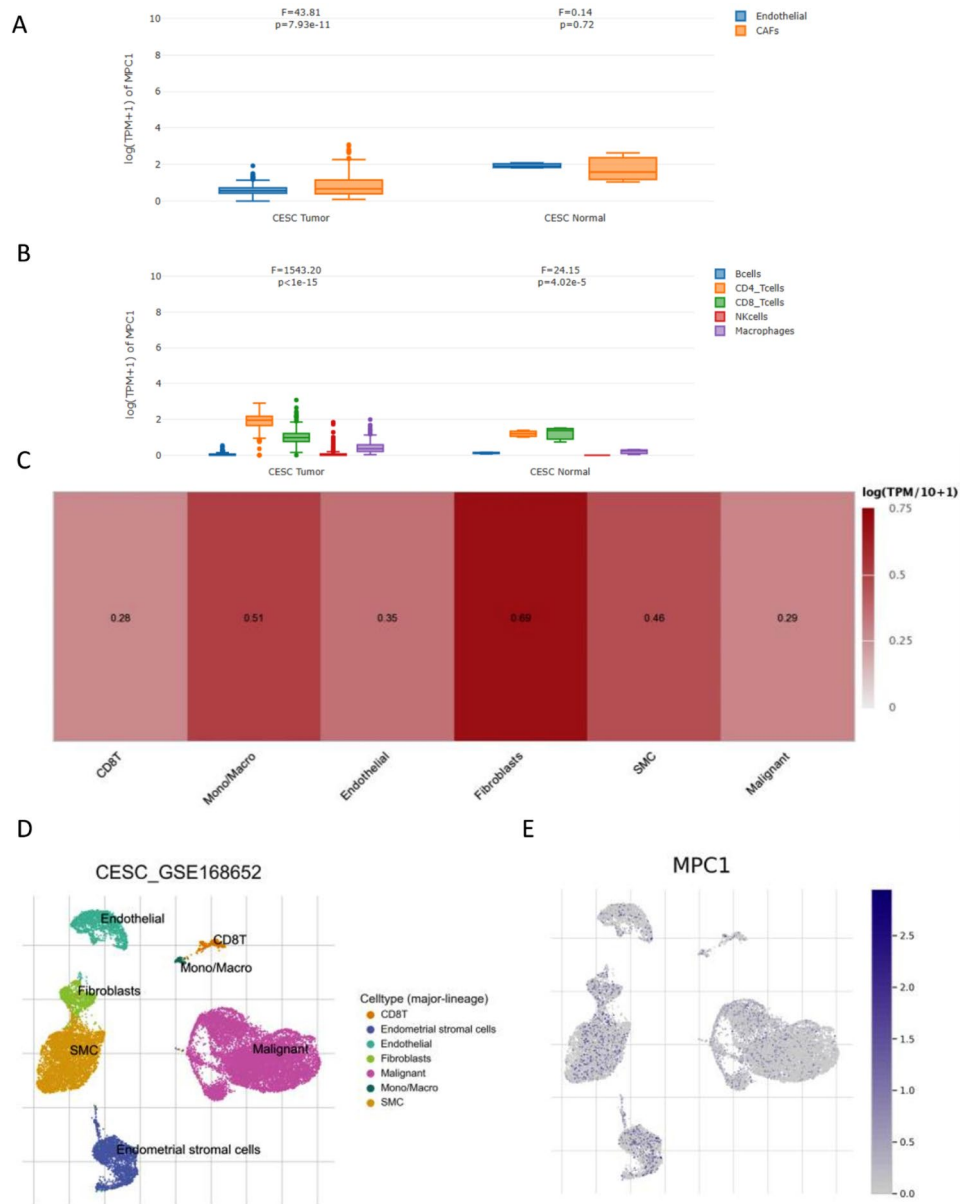 A
F=43.81
p=7.93e-11
F=0.14
p=0.72
Endothelial
CAFs
log(TPM+1) of MPC1
10
8
6
4
2
0
CESC Tumor
CESC Normal
B
F=1543.20
p<1e-15
F=24.15
p=4.02e-5
Bcells
CD4_Tcells
CD8_Tcells
NKcells
Macrophages
log(TPM+1) of MPC1
10
8
6
4
2
0
CESC Tumor
CESC Normal
C
log(TPM/10+1)
0.75
0.5
0.25
0
0.28
0.51
0.35
0.69
0.46
0.29
CD8T
Mono/Macro
Endothelial
Fibroblasts
SMC
Malignant
D
CESC_GSE168652
Endothelial
CD8T
Mono/Macro
Fibroblasts
SMC
Malignant
Endometrial stromal cells
Celltype (major-lineage)
CD8T
Endometrial stromal cells
Endothelial
Fibroblasts
Malignant
Mono/Macro
SMC
E
MPC1
2.5
2.0
1.5
1.0
0.5
0.0